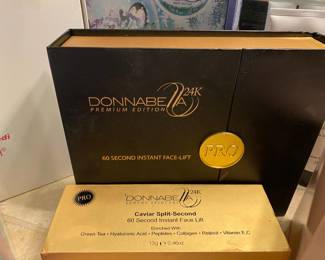 DONNABELLA 24K
PREMIUM EDITION
60 SECOND INSTANT FACE-LIFT
PRO
PRO
DONNABELLA 24K
Caviar Split-Second
60 Second Instant Face Lift
Enriched With
Green Tea • Hyaluronic Acid • Peptides • Collagen • Retinol • Vitamin E, C